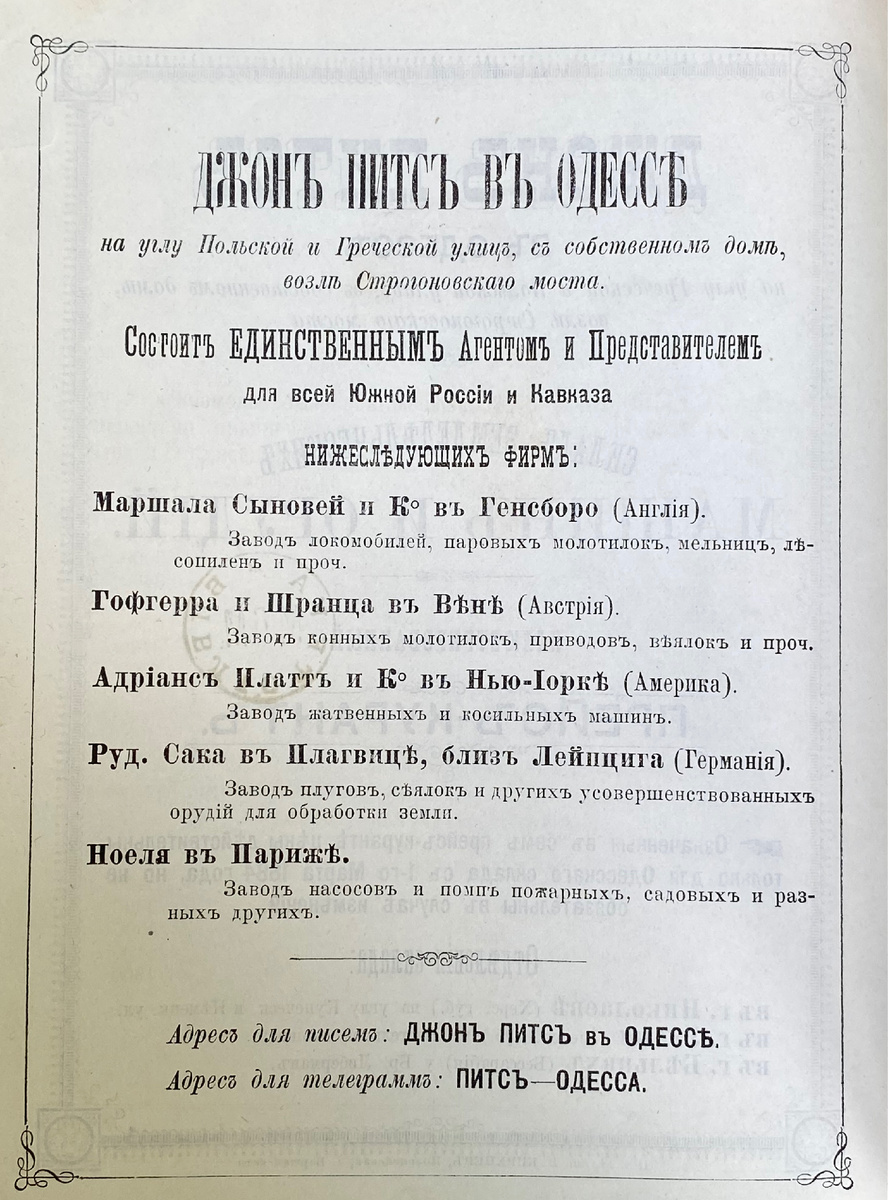 ДЖОНЪ ПИТСЪ ВЪ ОДЕССѢ
на углу Польской и Греческой улицъ, съ собственномъ домѣ,
возлѣ Строгоновскаго моста.
Состоитъ ЕДИНСТВЕННЫМЪ Агентомъ и Представителемъ
для всей Южной Россіи и Кавказа
НИЖЕСЛѢДУЮЩИХЪ ФИРМЪ:
Маршала Сыновей и К° въ Генсборо (Англія).
Заводъ локомобилей, паровыхъ молотилокъ, мельницъ, лѣ-
сопиленъ и проч.
Гофгерра и Шранца въ Вѣнѣ (Австрія).
Заводъ конныхъ молотилокъ, приводовъ, вѣялокъ и проч.
Адріансъ Платтъ и К° въ Нью-Іоркѣ (Америка).
Заводъ жатвенныхъ и косильныхъ машинъ.
Руд. Сака въ Плагвицѣ, близъ Лейпцига (Германія).
Заводъ плуговъ, сѣялокъ и другихъ усовершенствованныхъ
орудій для обработки земли.
Ноеля въ Парижѣ.
Заводъ насосовъ и помпъ пожарныхъ, садовыхъ и раз-
ныхъ другихъ.
Адресъ для писемъ: ДЖОНЪ ПИТСЪ въ ОДЕССѢ.
Адресъ для телеграммъ: ПИТСЪ—ОДЕССА.